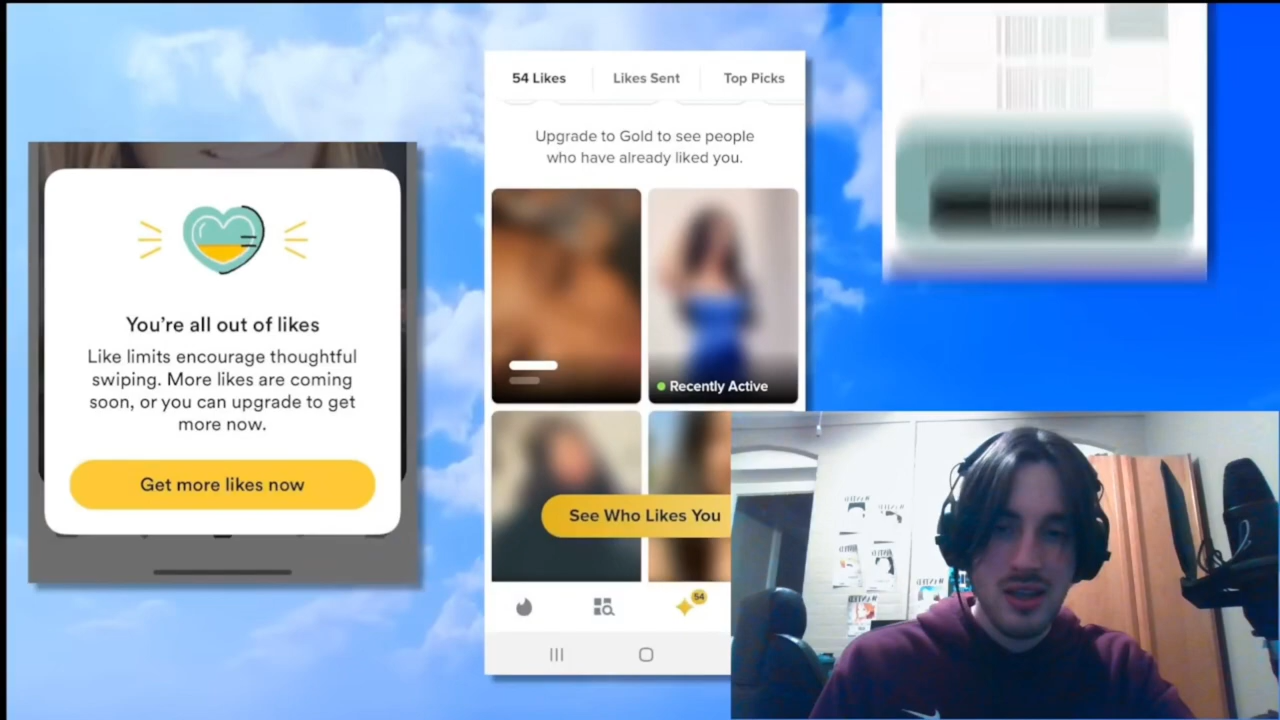 You're all out of likes
Like limits encourage thoughtful
swiping. More likes are coming
soon, or you can upgrade to get
more now.
Get more likes now
54 Likes
Likes Sent
Top Picks
Upgrade to Gold to see people
who have already liked you.
Recently Active
See Who Likes You
54